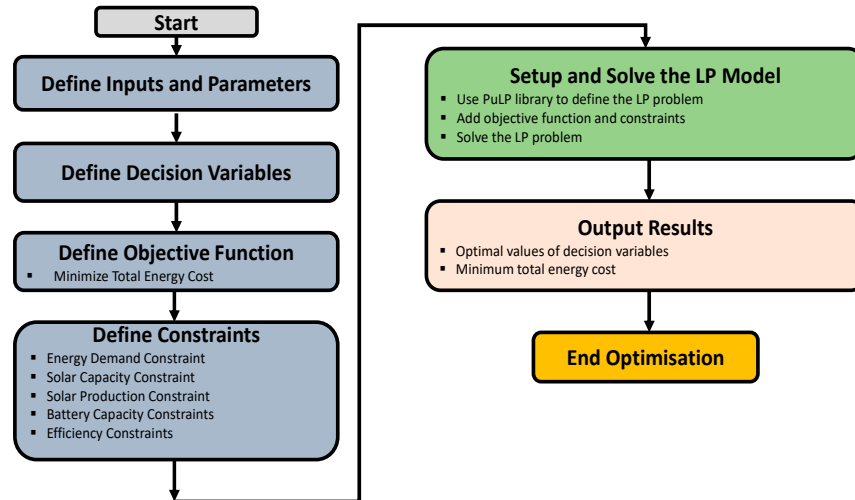 Start
Define Inputs and Parameters
Define Decision Variables
Define Objective Function
▪ Minimize Total Energy Cost
Define Constraints
▪ Energy Demand Constraint
▪ Solar Capacity Constraint
▪ Solar Production Constraint
▪ Battery Capacity Constraints
▪ Efficiency Constraints
Setup and Solve the LP Model
▪ Use PuLP library to define the LP problem
▪ Add objective function and constraints
▪ Solve the LP problem
Output Results
▪ Optimal values of decision variables
▪ Minimum total energy cost
End Optimisation